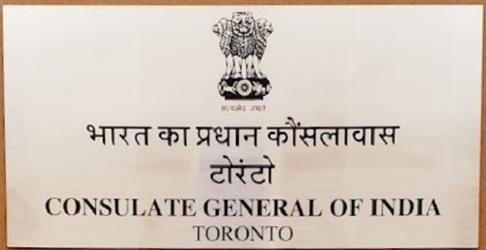 सत्यमेव जयते
भारत का प्रधान कौंसलावास
टोरंटो
CONSULATE GENERAL OF INDIA
TORONTO